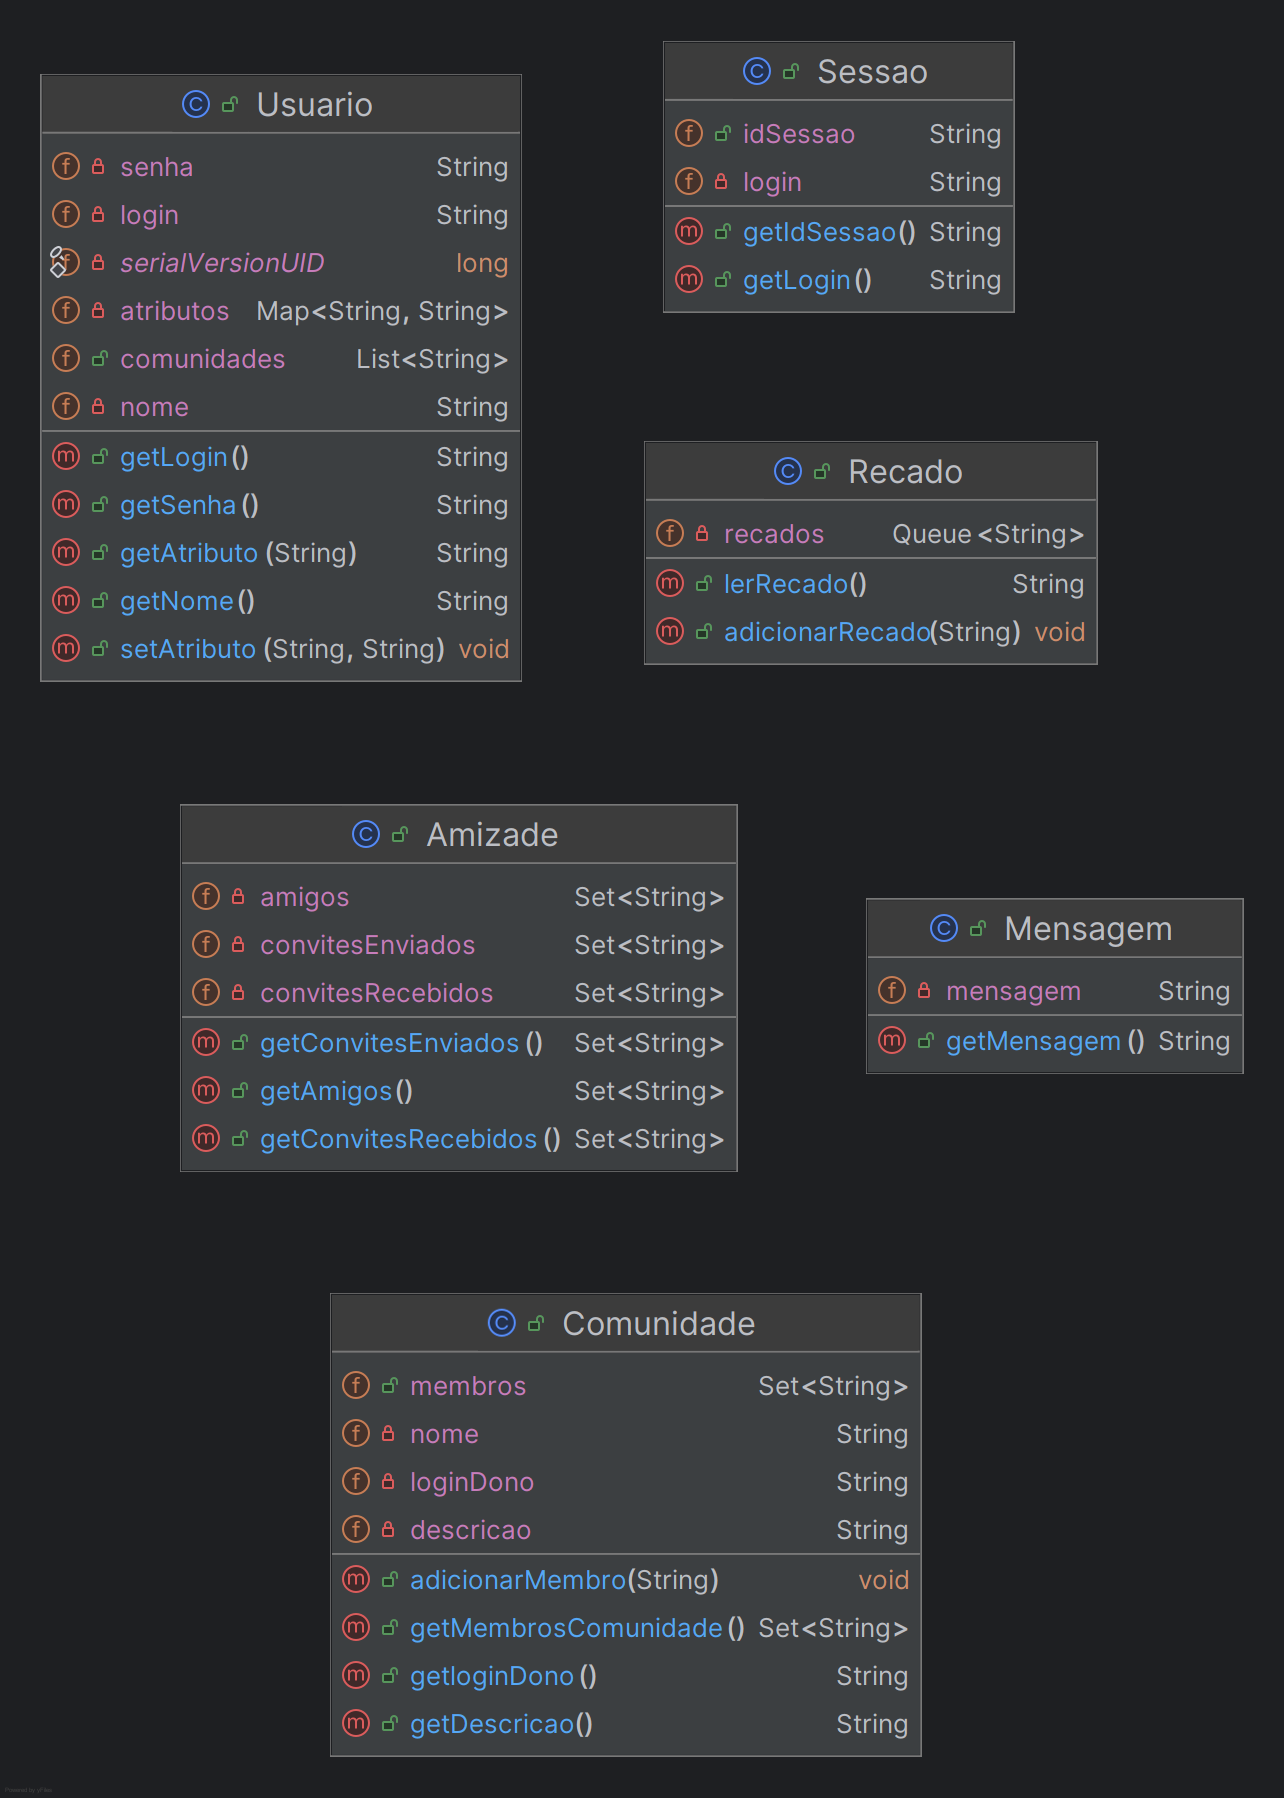 Usuario
senha String
login String
serialVersionUID long
atributos Map<String, String>
comunidades List<String>
nome String
getLogin() String
getSenha() String
getAtributo(String) String
getNome() String
setAtributo(String, String) void
Sessao
idSessao String
login String
getIdSessao() String
getLogin() String
Recado
recados Queue<String>
lerRecado() String
adicionarRecado(String) void
Amizade
amigos Set<String>
convitesEnviados Set<String>
convitesRecebidos Set<String>
getConvitesEnviados() Set<String>
getAmigos() Set<String>
getConvitesRecebidos() Set<String>
Mensagem
mensagem String
getMensagem() String
Comunidade
membros Set<String>
nome String
loginDono String
descricao String
adicionarMembro(String) void
getMembrosComunidade() Set<String>
getloginDono() String
getDescricao() String
Powered by yFiles